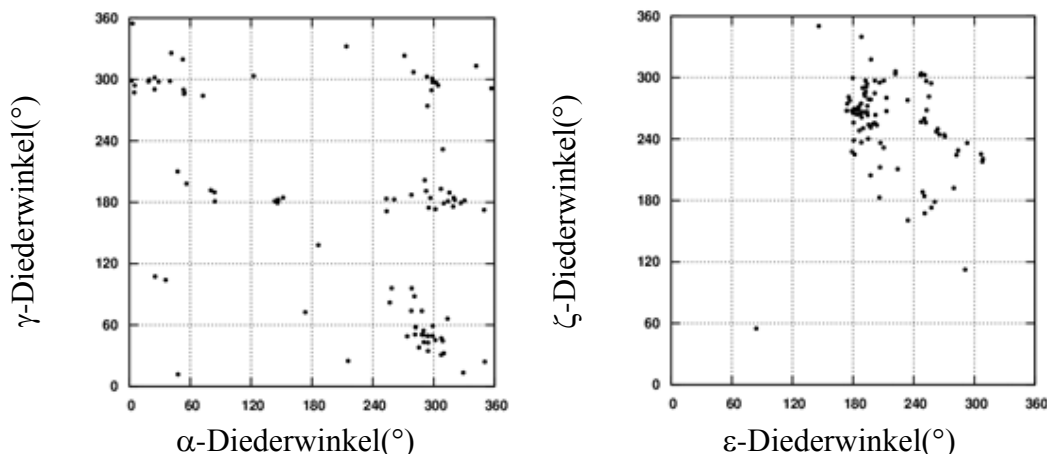 360
300
240
180
120
60
0
0 60 120 180 240 300 360
γ-Diederwinkel(°)
α-Diederwinkel(°)
360
300
240
180
120
60
0
0 60 120 180 240 300 360
ζ-Diederwinkel(°)
ε-Diederwinkel(°)